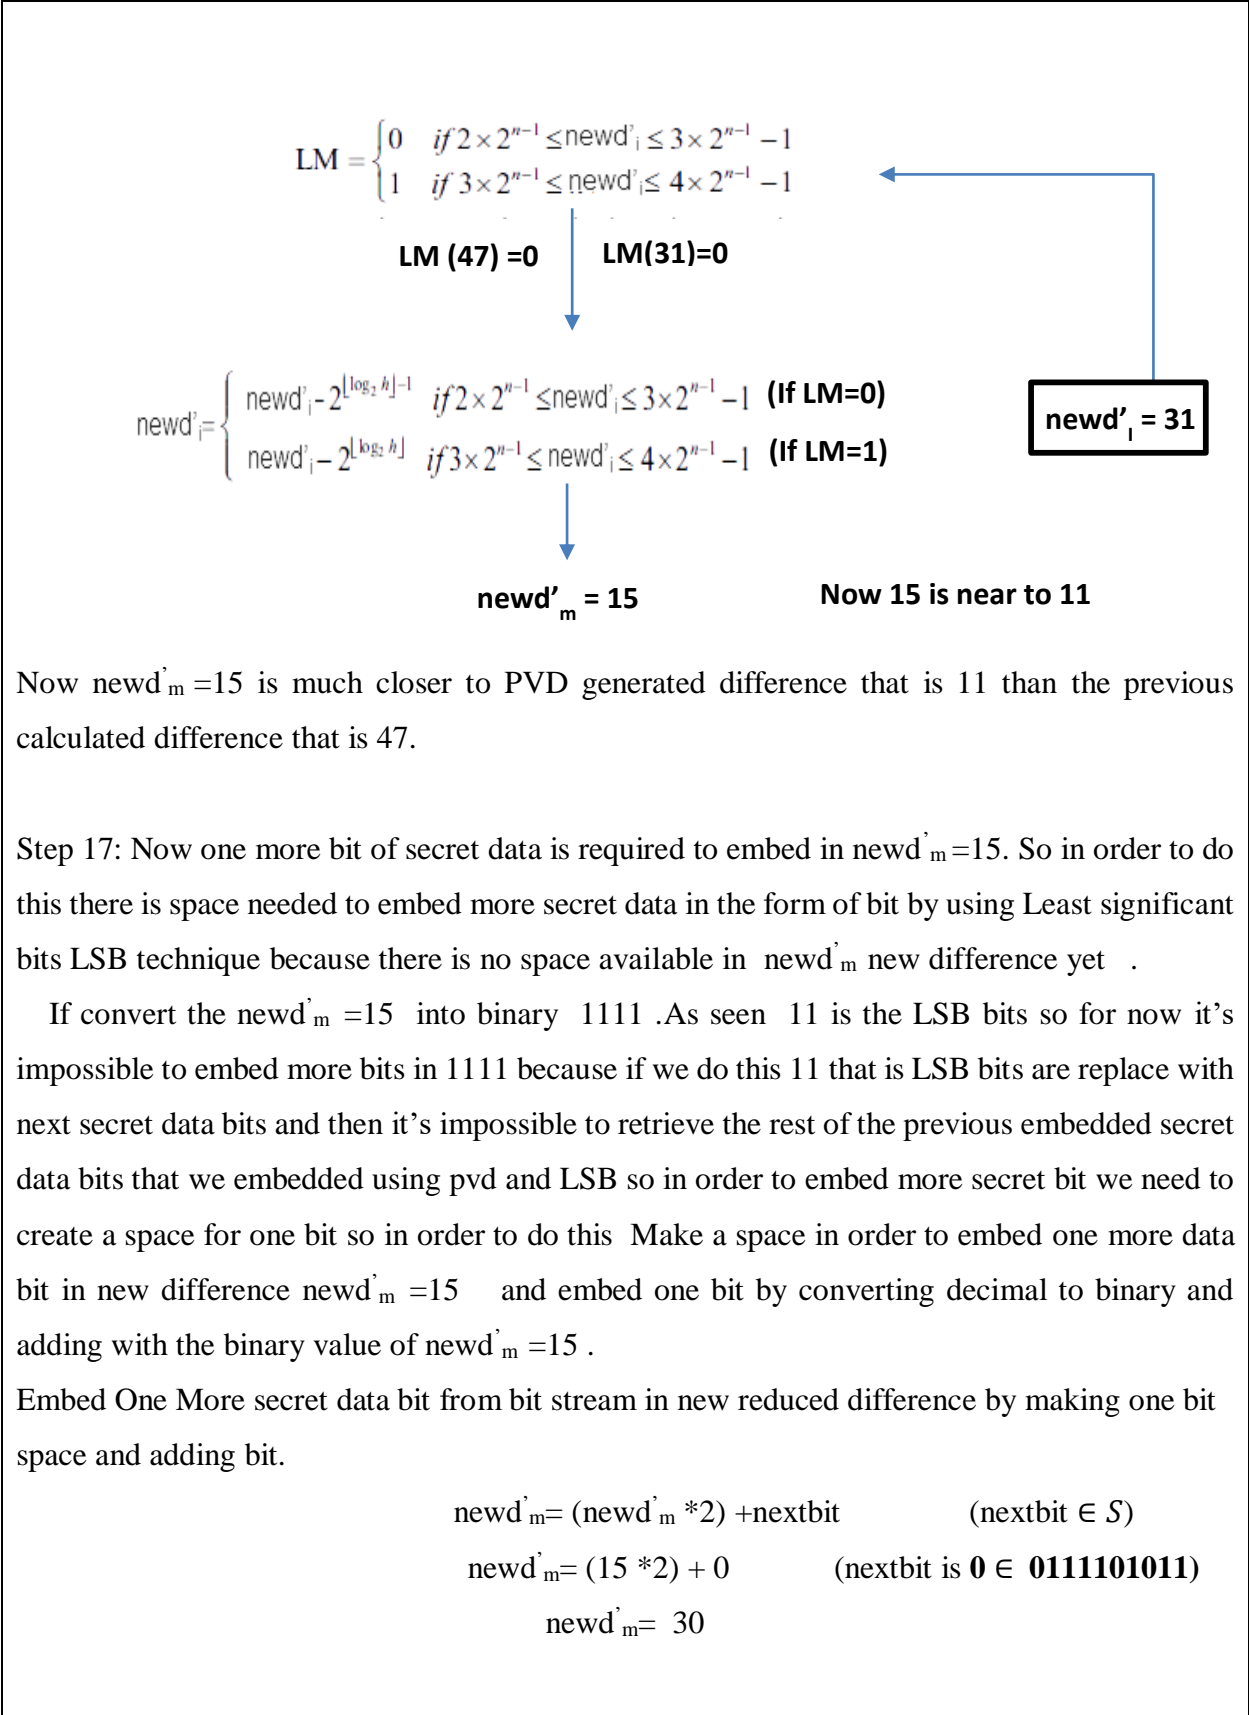 LM = { 0 if 2 × 2ⁿ⁻¹ ≤ newd'ᵢ ≤ 3 × 2ⁿ⁻¹ − 1
1 if 3 × 2ⁿ⁻¹ ≤ newd'ᵢ ≤ 4 × 2ⁿ⁻¹ − 1
LM (47) =0 LM(31)=0
newd'ᵢ= { newd'ᵢ- 2^(⌊log₂ h⌋−1) if 2 × 2ⁿ⁻¹ ≤newd'ᵢ ≤ 3 × 2ⁿ⁻¹ −1 (If LM=0)
newd'ᵢ− 2^⌊log₂ h⌋ if 3 × 2ⁿ⁻¹ ≤ newd'ᵢ ≤ 4 × 2ⁿ⁻¹ −1 (If LM=1)
newd’ₗ = 31
newd’ₘ = 15 Now 15 is near to 11
Now newd’ₘ =15 is much closer to PVD generated difference that is 11 than the previous
calculated difference that is 47.
Step 17: Now one more bit of secret data is required to embed in newd’ₘ =15. So in order to do
this there is space needed to embed more secret data in the form of bit by using Least significant
bits LSB technique because there is no space available in newd’ₘ new difference yet .
If convert the newd’ₘ =15 into binary 1111 .As seen 11 is the LSB bits so for now it’s
impossible to embed more bits in 1111 because if we do this 11 that is LSB bits are replace with
next secret data bits and then it’s impossible to retrieve the rest of the previous embedded secret
data bits that we embedded using pvd and LSB so in order to embed more secret bit we need to
create a space for one bit so in order to do this Make a space in order to embed one more data
bit in new difference newd’ₘ =15 and embed one bit by converting decimal to binary and
adding with the binary value of newd’ₘ =15 .
Embed One More secret data bit from bit stream in new reduced difference by making one bit
space and adding bit.
newd’ₘ= (newd’ₘ *2) +nextbit (nextbit ∈ S)
newd’ₘ= (15 *2) + 0 (nextbit is 0 ∈ 0111101011)
newd’ₘ= 30